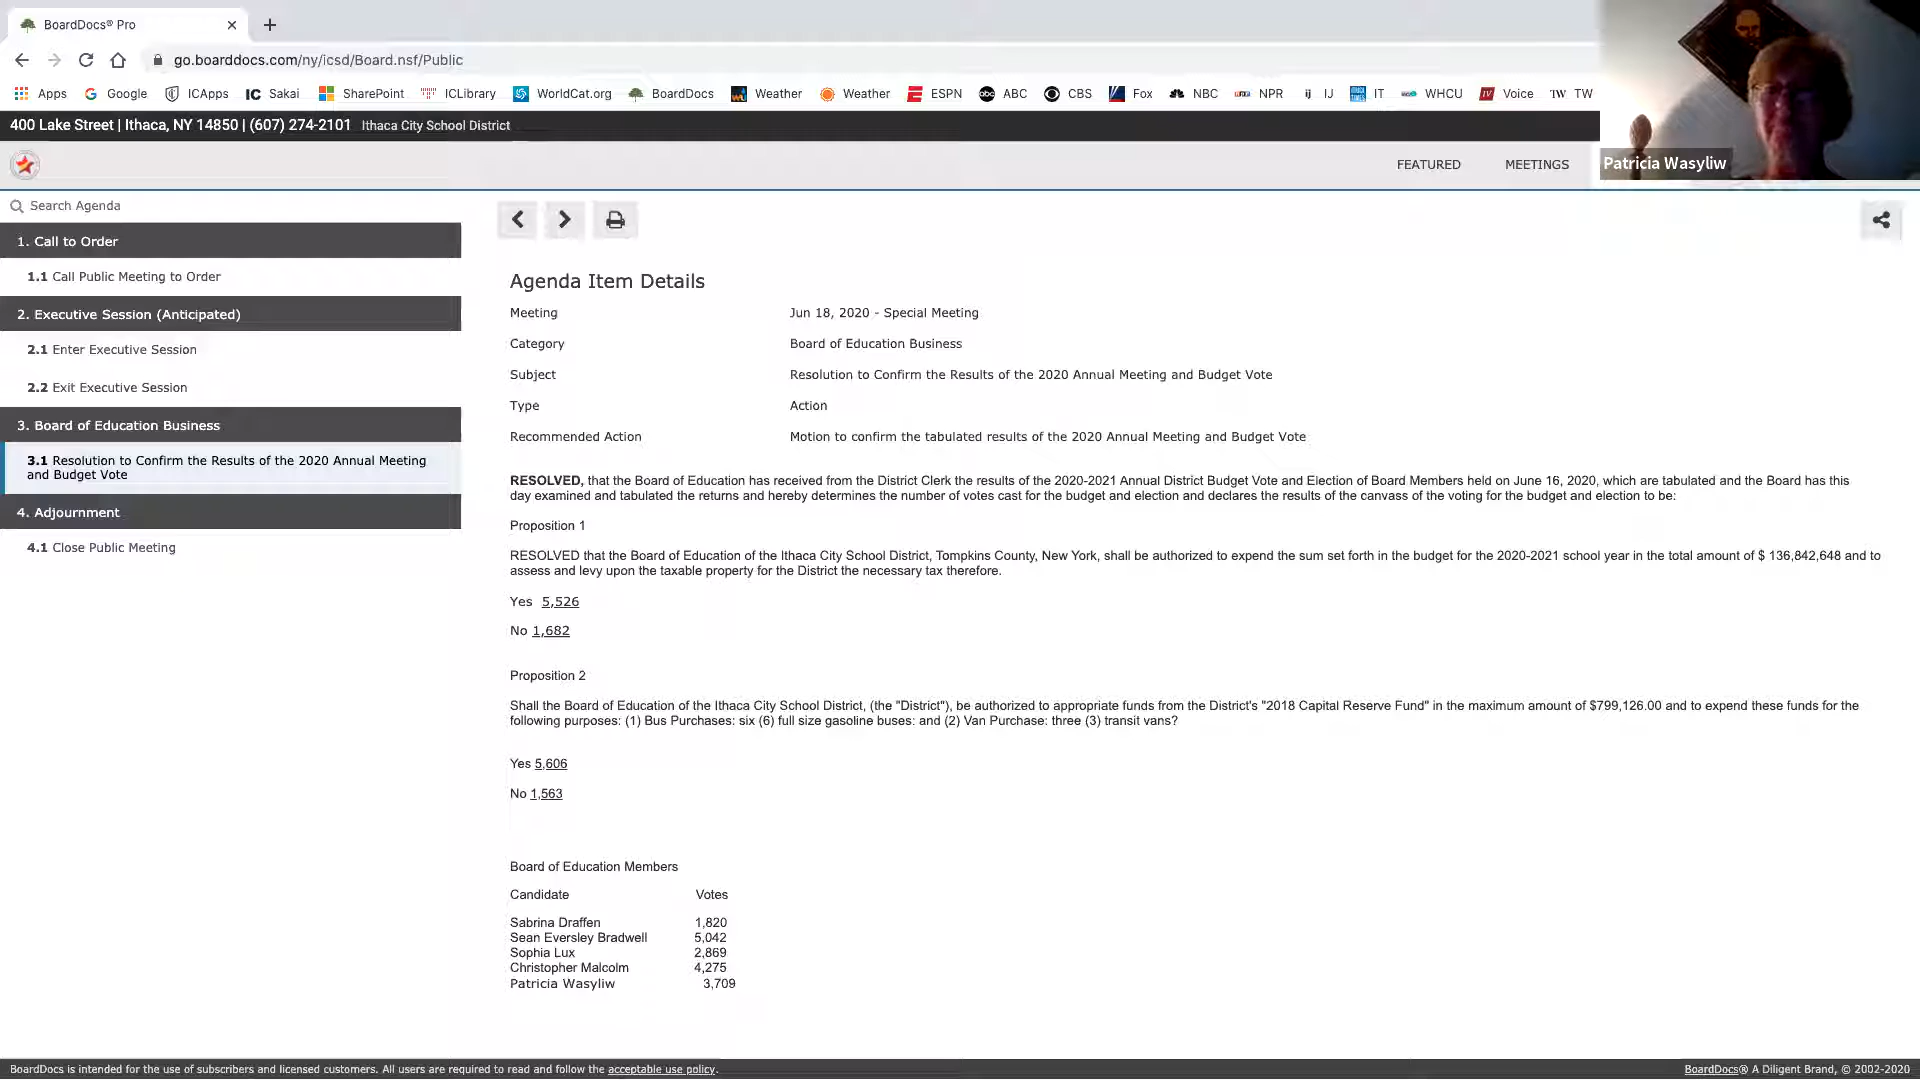 BoardDocs® Pro
go.boarddocs.com/ny/icsd/Board.nsf/Public
Apps Google ICApps IC Sakai SharePoint ICLibrary WorldCat.org BoardDocs Weather Weather ESPN abc ABC CBS Fox NBC NPR ij IJ IT WHCU IV Voice TW TW
400 Lake Street | Ithaca, NY 14850 | (607) 274-2101 Ithaca City School District
Patricia Wasyliw
FEATURED MEETINGS
Search Agenda
1. Call to Order
1.1 Call Public Meeting to Order
2. Executive Session (Anticipated)
2.1 Enter Executive Session
2.2 Exit Executive Session
3. Board of Education Business
3.1 Resolution to Confirm the Results of the 2020 Annual Meeting
and Budget Vote
4. Adjournment
4.1 Close Public Meeting
Agenda Item Details
Meeting Jun 18, 2020 - Special Meeting
Category Board of Education Business
Subject Resolution to Confirm the Results of the 2020 Annual Meeting and Budget Vote
Type Action
Recommended Action Motion to confirm the tabulated results of the 2020 Annual Meeting and Budget Vote
RESOLVED, that the Board of Education has received from the District Clerk the results of the 2020-2021 Annual District Budget Vote and Election of Board Members held on June 16, 2020, which are tabulated and the Board has this
day examined and tabulated the returns and hereby determines the number of votes cast for the budget and election and declares the results of the canvass of the voting for the budget and election to be:
Proposition 1
RESOLVED that the Board of Education of the Ithaca City School District, Tompkins County, New York, shall be authorized to expend the sum set forth in the budget for the 2020-2021 school year in the total amount of $ 136,842,648 and to
assess and levy upon the taxable property for the District the necessary tax therefore.
Yes 5,526
No 1,682
Proposition 2
Shall the Board of Education of the Ithaca City School District, (the "District"), be authorized to appropriate funds from the District's "2018 Capital Reserve Fund" in the maximum amount of $799,126.00 and to expend these funds for the
following purposes: (1) Bus Purchases: six (6) full size gasoline buses: and (2) Van Purchase: three (3) transit vans?
Yes 5,606
No 1,563
Board of Education Members
Candidate Votes
Sabrina Draffen 1,820
Sean Eversley Bradwell 5,042
Sophia Lux 2,869
Christopher Malcolm 4,275
Patricia Wasyliw 3,709
BoardDocs is intended for the use of subscribers and licensed customers. All users are required to read and follow the acceptable use policy.
BoardDocs® A Diligent Brand, © 2002-2020